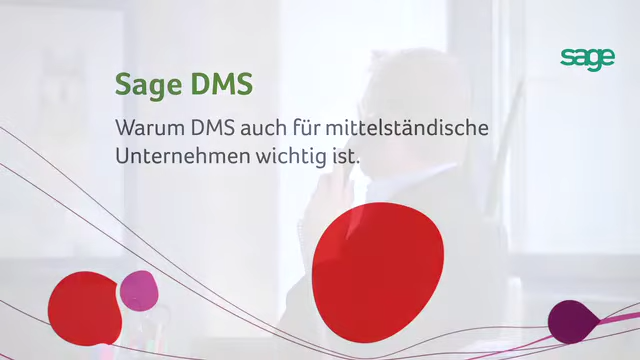 sage
Sage DMS
Warum DMS auch für mittelständische
Unternehmen wichtig ist.